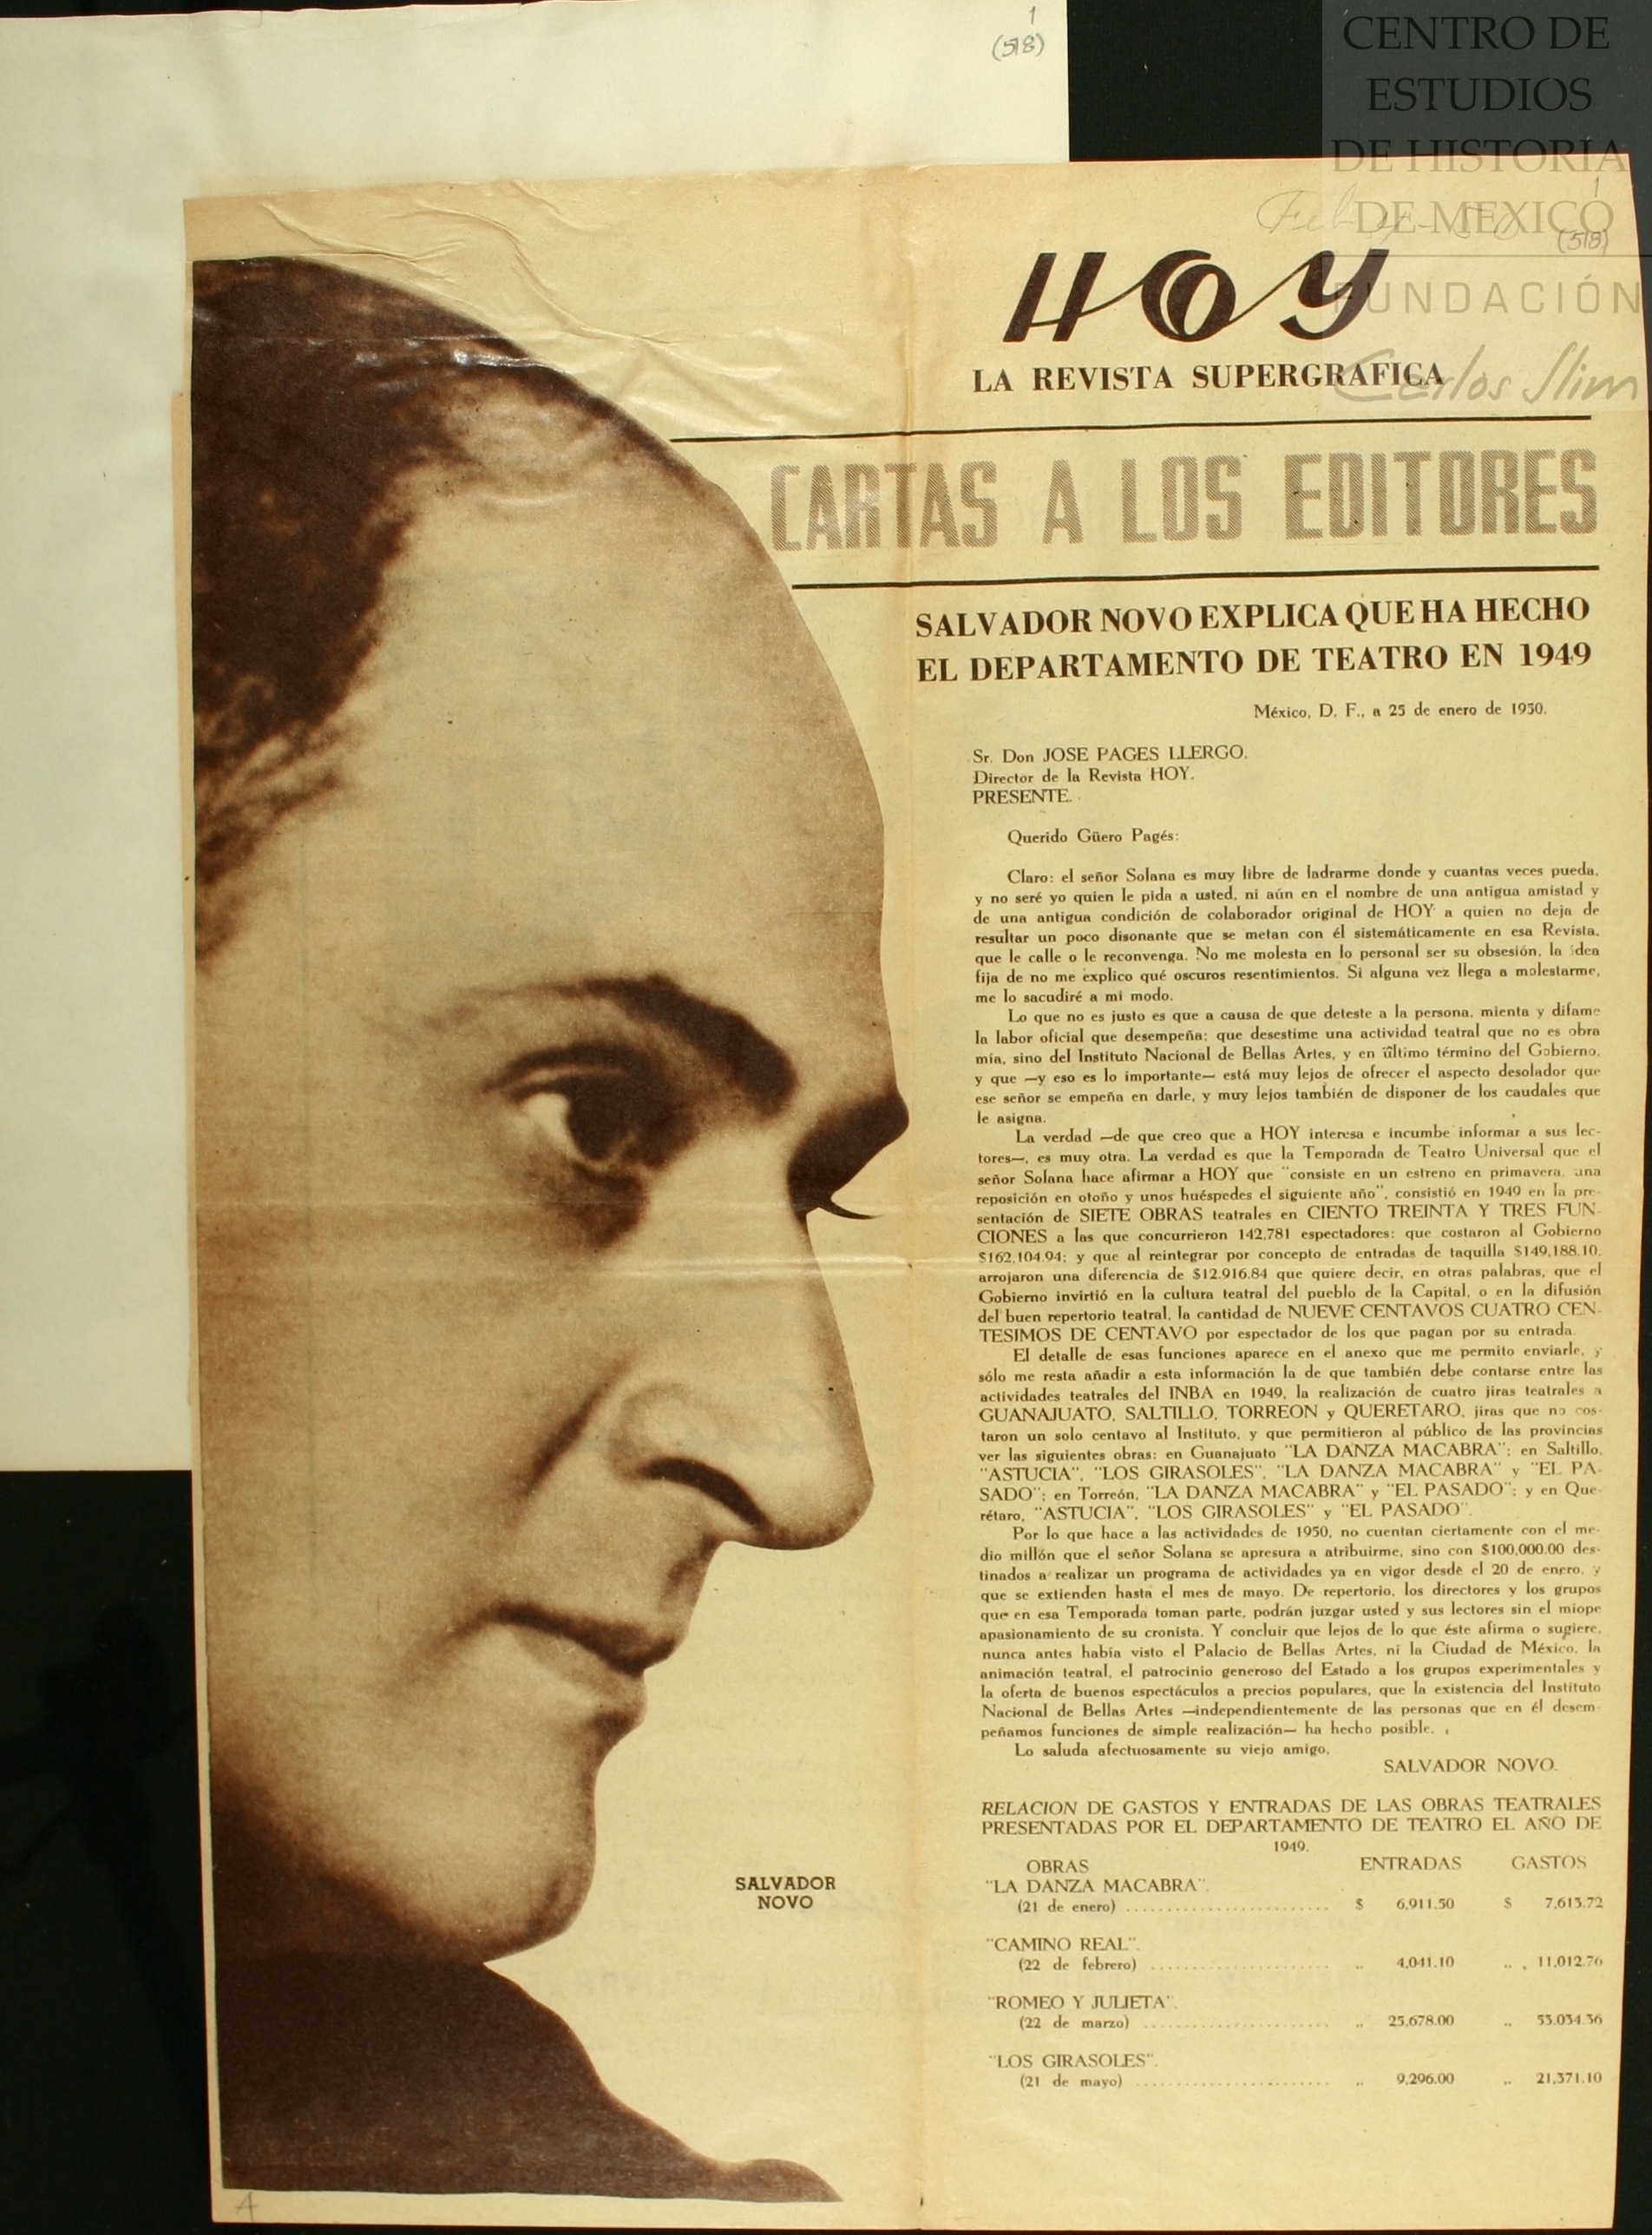 1
(518)
CENTRO DE
ESTUDIOS
DE HISTORIA
DE MEXICO
FUNDACIÓN
Carlos Slim
1
(518)
HOY
LA REVISTA SUPERGRAFICA
CARTAS A LOS EDITORES
SALVADOR NOVO EXPLICA QUE HA HECHO
EL DEPARTAMENTO DE TEATRO EN 1949
México, D. F., a 25 de enero de 1950.
Sr. Don JOSE PAGES LLERGO.
Director de la Revista HOY.
PRESENTE.
Querido Güero Pagés:
Claro: el señor Solana es muy libre de ladrarme donde y cuantas veces pueda,
y no seré yo quien le pida a usted, ni aún en el nombre de una antigua amistad y
de una antigua condición de colaborador original de HOY a quien no deja de
resultar un poco disonante que se metan con él sistemáticamente en esa Revista,
que le calle o le reconvenga. No me molesta en lo personal ser su obsesión, la idea
fija de no me explico qué oscuros resentimientos. Si alguna vez llega a molestarme,
me lo sacudiré a mi modo.
Lo que no es justo es que a causa de que deteste a la persona, mienta y difame
la labor oficial que desempeña; que desestime una actividad teatral que no es obra
mía, sino del Instituto Nacional de Bellas Artes, y en último término del Gobierno,
y que —y eso es lo importante— está muy lejos de ofrecer el aspecto desolador que
ese señor se empeña en darle, y muy lejos también de disponer de los caudales que
le asigna.
La verdad —de que creo que a HOY interesa e incumbe informar a sus lec-
tores—, es muy otra. La verdad es que la Temporada de Teatro Universal que el
señor Solana hace afirmar a HOY que "consiste en un estreno en primavera, una
reposición en otoño y unos huéspedes el siguiente año", consistió en 1949 en la pre-
sentación de SIETE OBRAS teatrales en CIENTO TREINTA Y TRES FUN-
CIONES a las que concurrieron 142,781 espectadores; que costaron al Gobierno
$162,104.94; y que al reintegrar por concepto de entradas de taquilla $149,188.10,
arrojaron una diferencia de $12.916.84 que quiere decir, en otras palabras, que el
Gobierno invirtió en la cultura teatral del pueblo de la Capital, o en la difusión
del buen repertorio teatral, la cantidad de NUEVE CENTAVOS CUATRO CEN-
TESIMOS DE CENTAVO por espectador de los que pagan por su entrada.
El detalle de esas funciones aparece en el anexo que me permito enviarle, y
sólo me resta añadir a esta información la de que también debe contarse entre las
actividades teatrales del INBA en 1949, la realización de cuatro jiras teatrales a
GUANAJUATO, SALTILLO, TORREON y QUERETARO, jiras que no cos-
taron un solo centavo al Instituto, y que permitieron al público de las provincias
ver las siguientes obras: en Guanajuato "LA DANZA MACABRA"; en Saltillo,
"ASTUCIA", "LOS GIRASOLES", "LA DANZA MACABRA" y "EL PA-
SADO"; en Torreón, "LA DANZA MACABRA" y "EL PASADO"; y en Que-
rétaro, "ASTUCIA", "LOS GIRASOLES" y "EL PASADO".
Por lo que hace a las actividades de 1950, no cuentan ciertamente con el me-
dio millón que el señor Solana se apresura a atribuirme, sino con $100,000.00 des-
tinados a realizar un programa de actividades ya en vigor desde el 20 de enero, y
que se extienden hasta el mes de mayo. De repertorio, los directores y los grupos
que en esa Temporada toman parte, podrán juzgar usted y sus lectores sin el miope
apasionamiento de su cronista. Y concluir que lejos de lo que éste afirma o sugiere,
nunca antes había visto el Palacio de Bellas Artes, ni la Ciudad de México, la
animación teatral, el patrocinio generoso del Estado a los grupos experimentales y
la oferta de buenos espectáculos a precios populares, que la existencia del Instituto
Nacional de Bellas Artes —independientemente de las personas que en él desem-
peñamos funciones de simple realización— ha hecho posible.
Lo saluda afectuosamente su viejo amigo,
SALVADOR NOVO.
RELACION DE GASTOS Y ENTRADAS DE LAS OBRAS TEATRALES
PRESENTADAS POR EL DEPARTAMENTO DE TEATRO EL AÑO DE
1949.
OBRAS ENTRADAS GASTOS
"LA DANZA MACABRA".
(21 de enero) ........................ $ 6,911.50 $ 7,613.72
"CAMINO REAL".
(22 de febrero) ...................... ,, 4,041.10 ,, 11,012.76
"ROMEO Y JULIETA".
(22 de marzo) ....................... ,, 25,678.00 ,, 53,034.36
"LOS GIRASOLES".
(21 de mayo) ........................ ,, 9,296.00 ,, 21,371.10
SALVADOR
NOVO
A